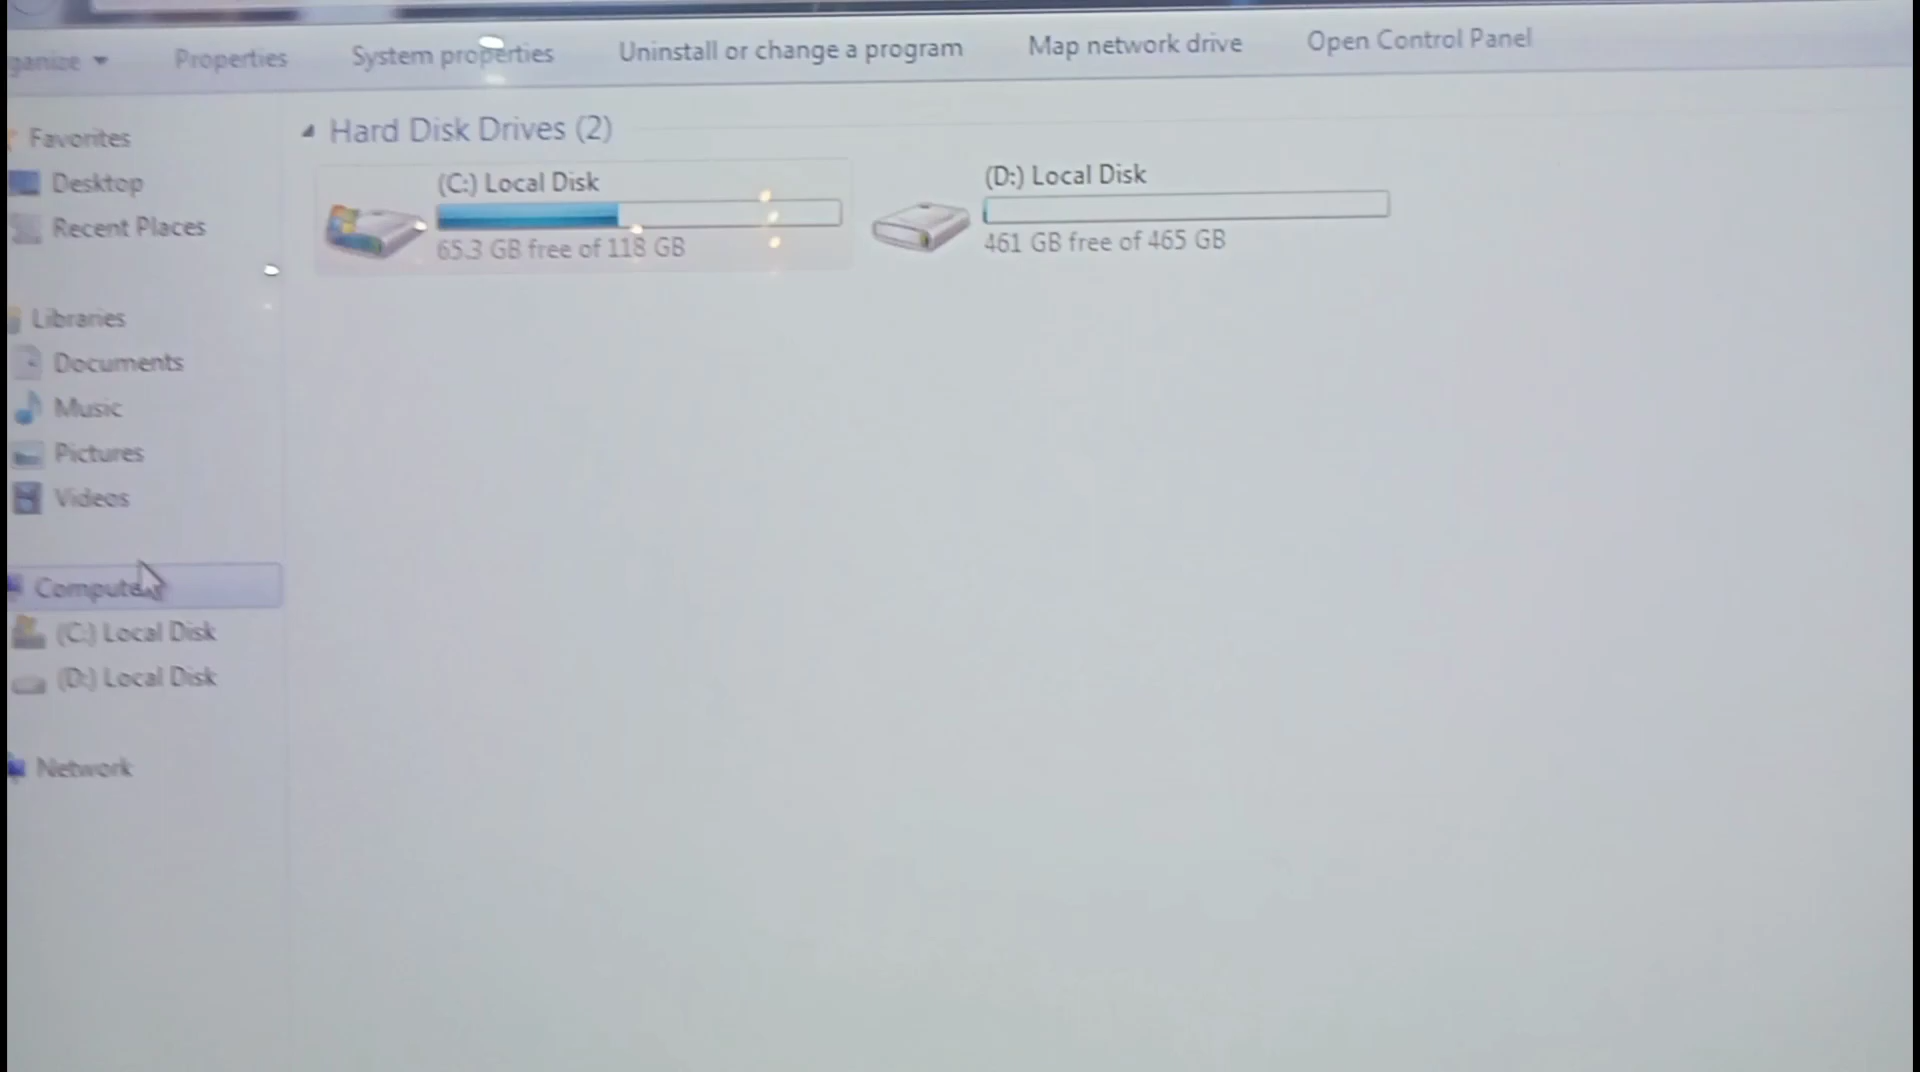 ganize Properties System properties Uninstall or change a program Map network drive Open Control Panel
Favorites
Desktop
Recent Places
Libraries
Documents
Music
Pictures
Videos
Computer
(C:) Local Disk
(D:) Local Disk
Network
Hard Disk Drives (2)
(C:) Local Disk
65.3 GB free of 118 GB
(D:) Local Disk
461 GB free of 465 GB